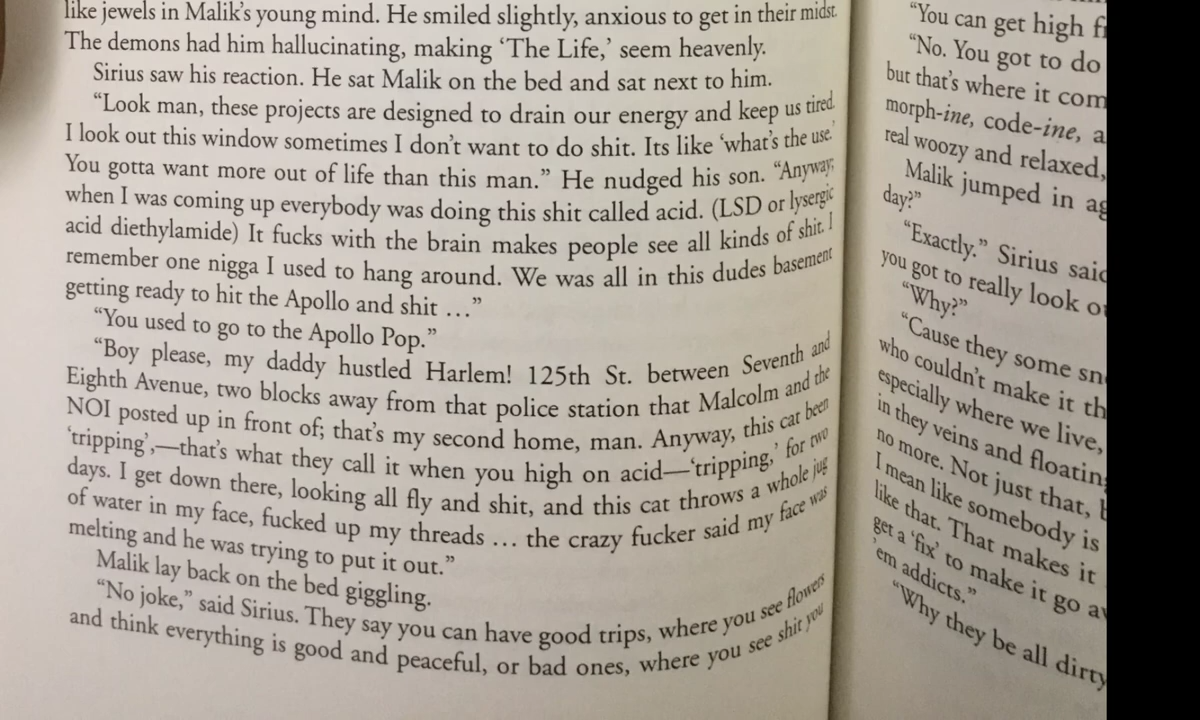 like jewels in Malik's young mind. He smiled slightly, anxious to get in their midst.
The demons had him hallucinating, making 'The Life,' seem heavenly.
Sirius saw his reaction. He sat Malik on the bed and sat next to him.
"Look man, these projects are designed to drain our energy and keep us tired.
I look out this window sometimes I don't want to do shit. Its like 'what's the use.'
You gotta want more out of life than this man." He nudged his son. "Anyway,
when I was coming up everybody was doing this shit called acid. (LSD or lysergic
acid diethylamide) It fucks with the brain makes people see all kinds of shit. I
remember one nigga I used to hang around. We was all in this dudes basement
getting ready to hit the Apollo and shit …"
"You used to go to the Apollo Pop."
"Boy please, my daddy hustled Harlem! 125th St. between Seventh and
Eighth Avenue, two blocks away from that police station that Malcolm and the
NOI posted up in front of; that's my second home, man. Anyway, this cat been
'tripping',—that's what they call it when you high on acid—'tripping,' for two
days. I get down there, looking all fly and shit, and this cat throws a whole jug
of water in my face, fucked up my threads … the crazy fucker said my face was
melting and he was trying to put it out."
Malik lay back on the bed giggling.
"No joke," said Sirius. They say you can have good trips, where you see flowers
and think everything is good and peaceful, or bad ones, where you see shit you
"You can get high
"No. You got to do
but that's where it
morph-ine, code-ine,
real woozy and relaxed,
Malik jumped in
day?"
"Exactly." Sirius
you got to really look
"Why?"
"Cause they some
who couldn't make it
especially where we live,
in they veins and
no more. Not just that,
I mean like somebody is
like that. That makes it
get a 'fix' to make it go
'em addicts."
"Why they be all dirty